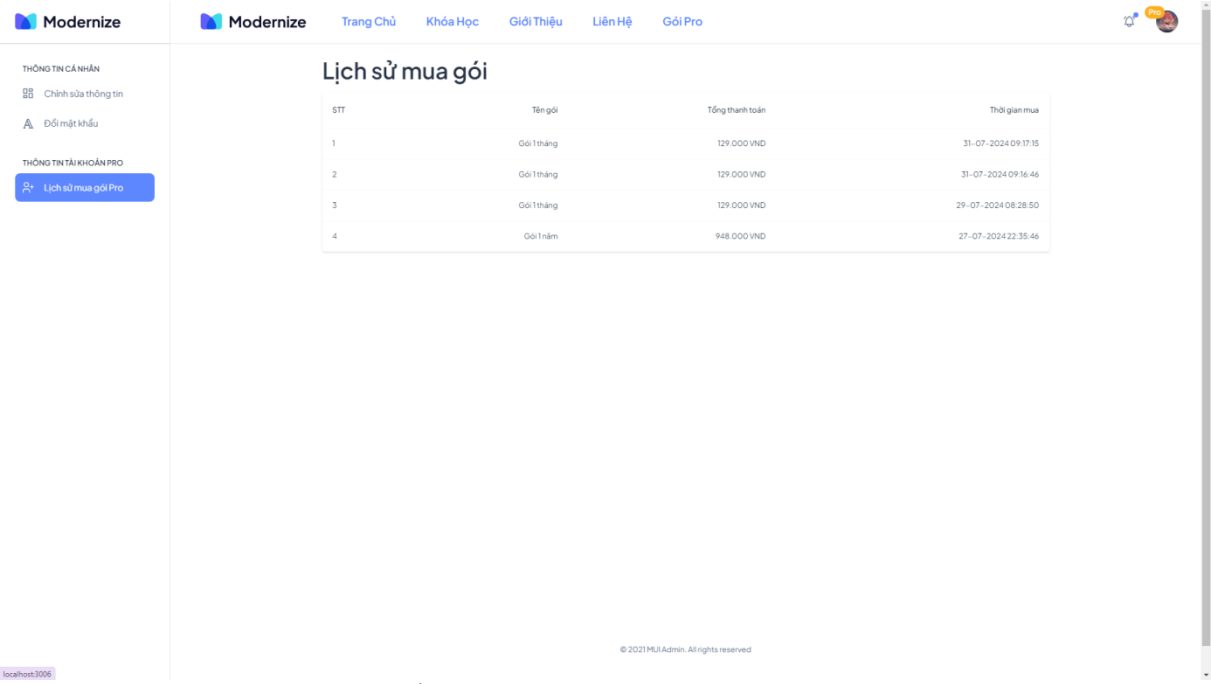 Modernize
Modernize Trang Chủ Khóa Học Giới Thiệu Liên Hệ Gói Pro Pro
THÔNG TIN CÁ NHÂN
Chỉnh sửa thông tin
Đổi mật khẩu
THÔNG TIN TÀI KHOẢN PRO
Lịch sử mua gói Pro
Lịch sử mua gói
STT Tên gói Tổng thanh toán Thời gian mua
1 Gói 1 tháng 129.000 VND 31-07-2024 09:17:15
2 Gói 1 tháng 129.000 VND 31-07-2024 09:16:46
3 Gói 1 tháng 129.000 VND 29-07-2024 08:28:50
4 Gói 1 năm 948.000 VND 27-07-2024 22:35:46
© 2021 MUI Admin. All rights reserved
localhost:3006